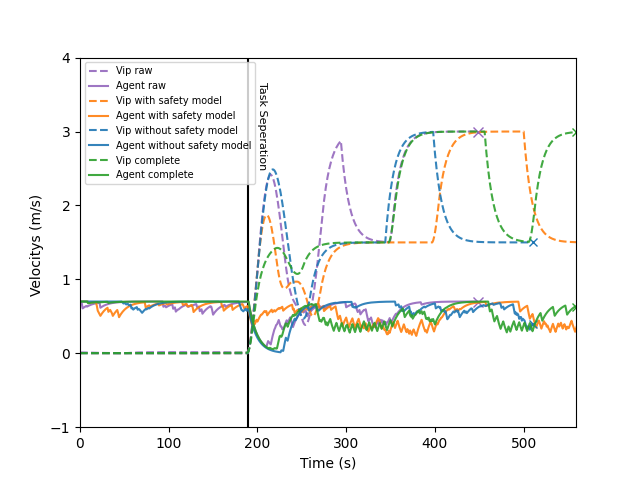 4
3
2
1
0
−1
0
100
200
300
400
500
Velocitys (m/s)
Time (s)
Vip raw
Agent raw
Vip with safety model
Agent with safety model
Vip without safety model
Agent without safety model
Vip complete
Agent complete
Task Seperation